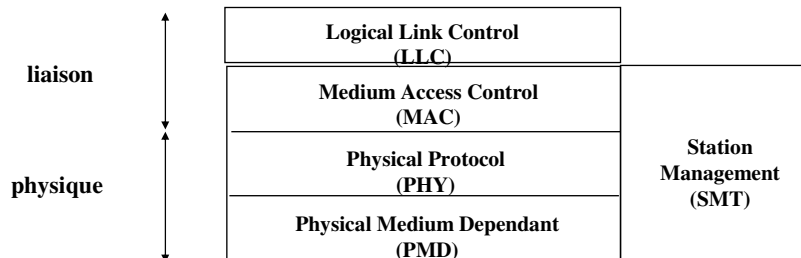 liaison
physique
Logical Link Control
(LLC)
Medium Access Control
(MAC)
Physical Protocol
(PHY)
Physical Medium Dependant
(PMD)
Station
Management
(SMT)